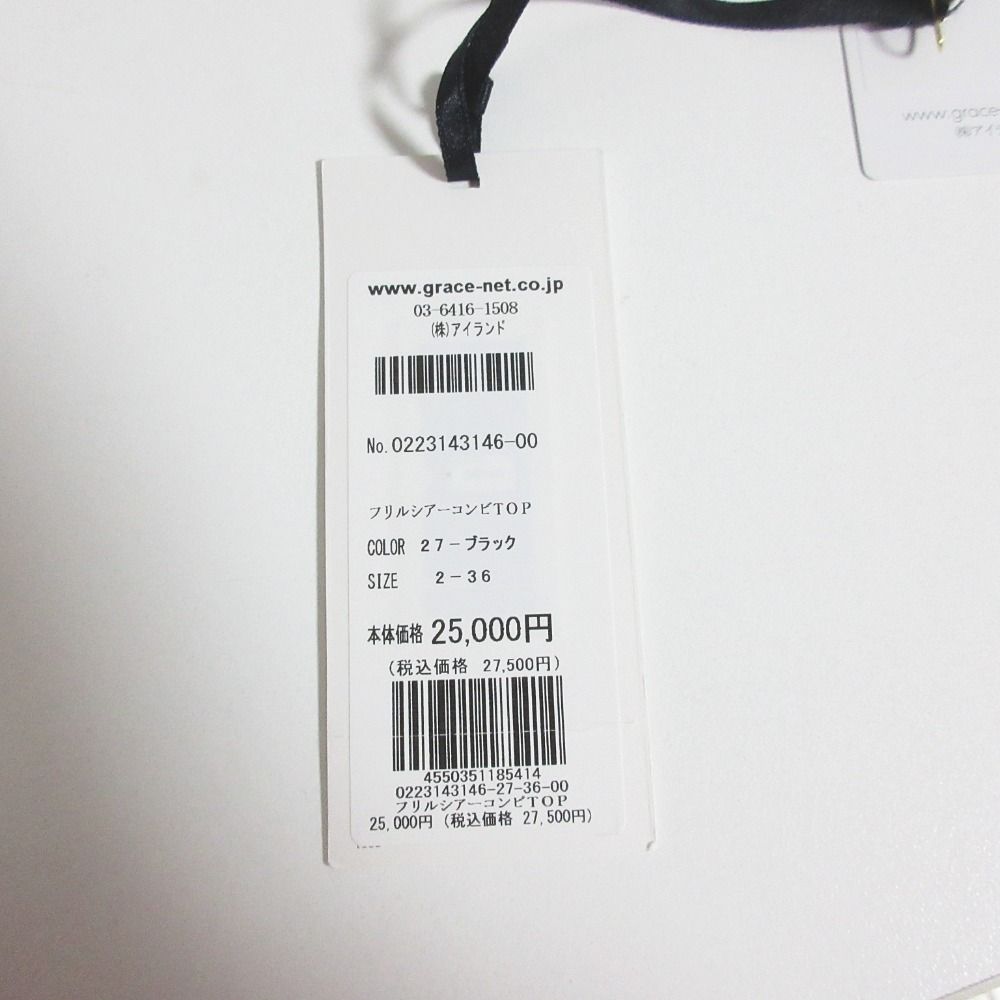 www.grace-net.co.jp
03-6416-1508
(株)アイランド
No.0223143146-00
フリルシアーコンビTOP
COLOR 27-ブラック
SIZE 2-36
本体価格 25,000円
(税込価格 27,500円)
4550351185414
0223143146-27-36-00
フリルシアーコンビTOP
25,000円 (税込価格 27,500円)
www.grace-
㈱アイ